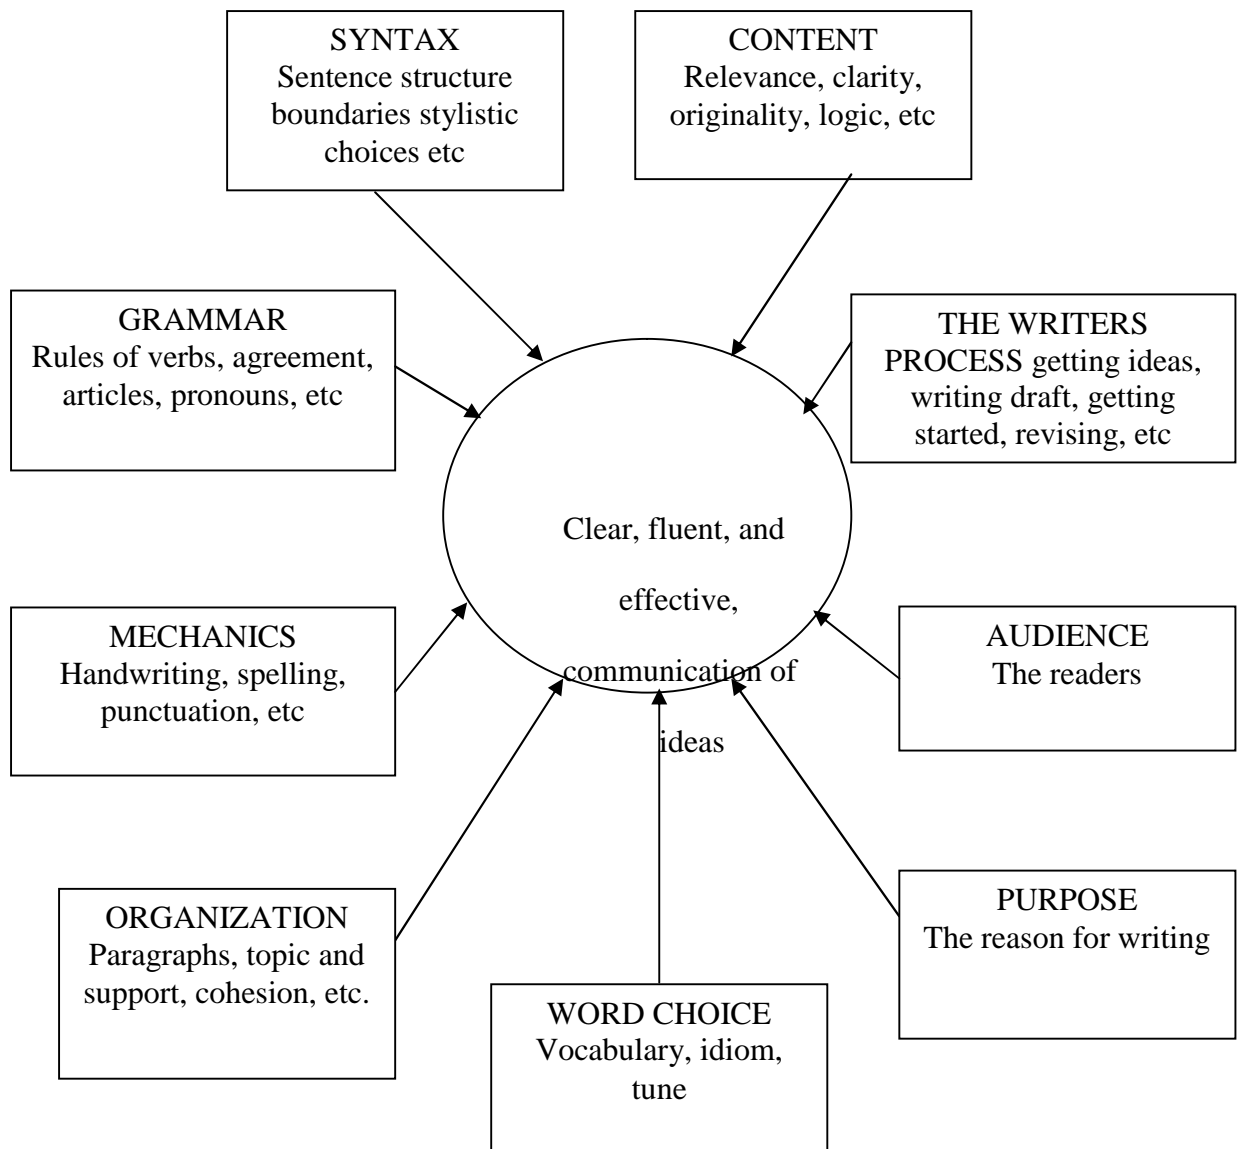 SYNTAX
Sentence structure
boundaries stylistic
choices etc
CONTENT
Relevance, clarity,
originality, logic, etc
GRAMMAR
Rules of verbs, agreement,
articles, pronouns, etc
THE WRITERS
PROCESS getting ideas,
writing draft, getting
started, revising, etc
Clear, fluent, and
effective,
communication of
ideas
MECHANICS
Handwriting, spelling,
punctuation, etc
AUDIENCE
The readers
ORGANIZATION
Paragraphs, topic and
support, cohesion, etc.
WORD CHOICE
Vocabulary, idiom,
tune
PURPOSE
The reason for writing